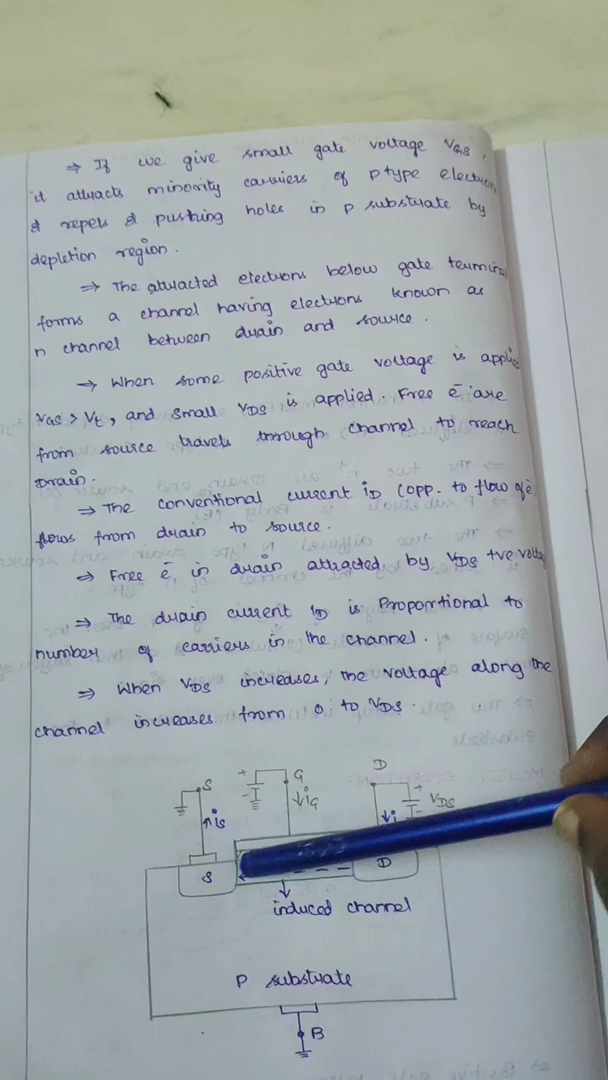 ⇒ If we give small gate voltage VGS,
it attracts minority carriers of p type electron
& repels & pushing holes in p substrate by
depletion region.
⇒ The attracted electrons below gate terminal
forms a channel having electrons known as
n channel between drain and source.
→ When some positive gate voltage is applied
VGS > Vt, and small VDS is applied. Free ē are
from source travels through channel to reach
Drain.
⇒ The conventional current iD (opp. to flow of ē)
flows from drain to source.
⇒ Free ē in drain attracted by VDS +ve voltage
⇒ The drain current ID is Proportional to
number of carriers in the channel.
⇒ When VDS increases, the voltage along the
channel increases from 0 to VDS.
S + G D +
- ↓iG - VDS
↑is ↓i
S D
induced channel
P substrate
B